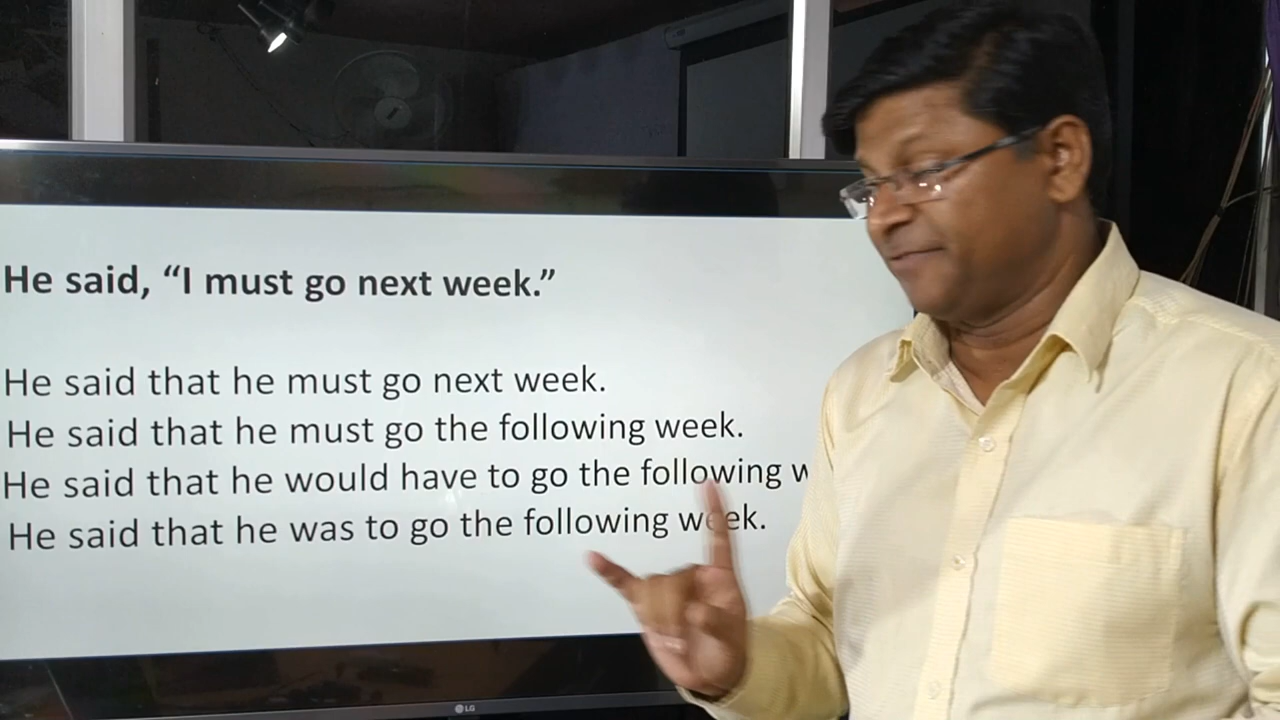 He said, “I must go next week.”
He said that he must go next week.
He said that he must go the following week.
He said that he would have to go the following
He said that he was to go the following week.
LG